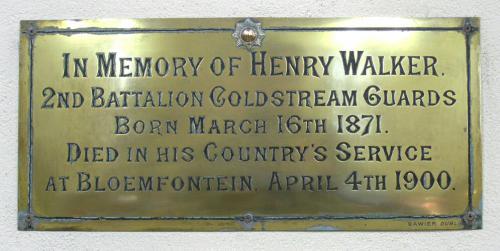 In Memory of Henry Walker.
2nd Battalion Coldstream Guards
Born March 16th 1871.
Died in his Country's Service
at Bloemfontein. April 4th 1900.